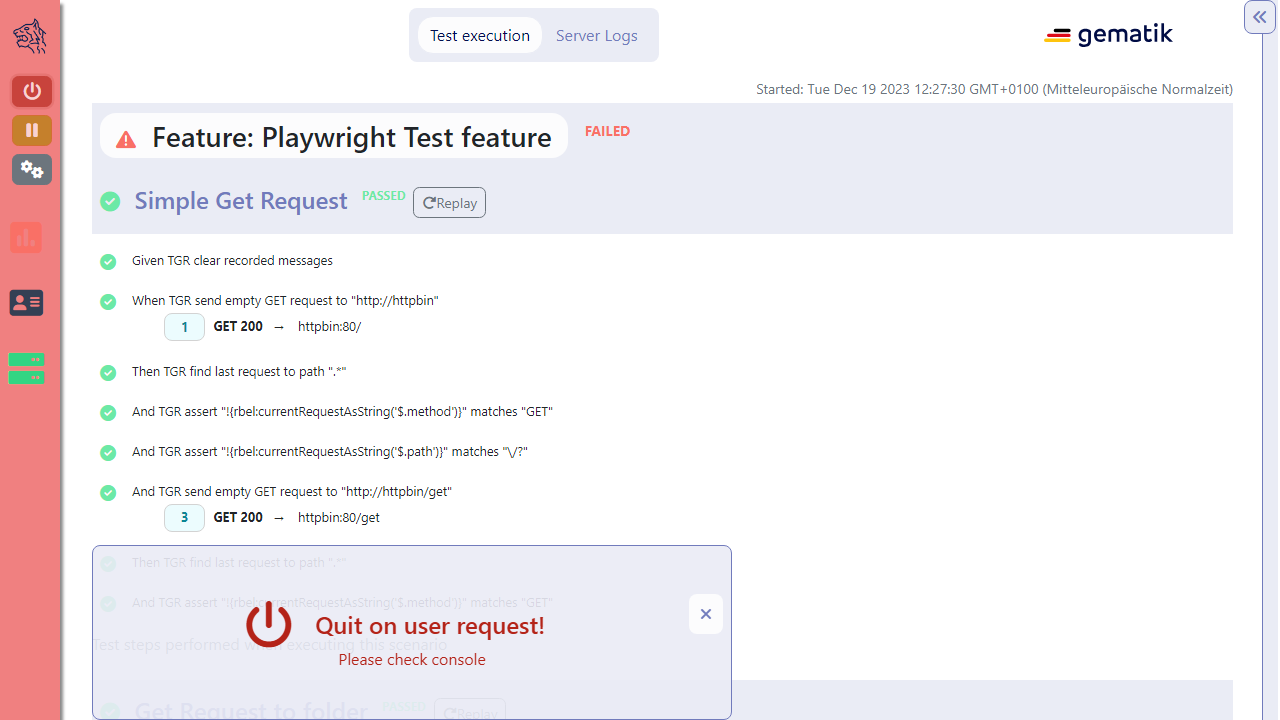 Test execution
Server Logs
gematik
Started: Tue Dec 19 2023 12:27:30 GMT+0100 (Mitteleuropäische Normalzeit)
Feature: Playwright Test feature
FAILED
Simple Get Request
PASSED
Replay
Given TGR clear recorded messages
When TGR send empty GET request to "http://httpbin"
1 GET 200 → httpbin:80/
Then TGR find last request to path ".*"
And TGR assert "!{rbel:currentRequestAsString('$.method')}" matches "GET"
And TGR assert "!{rbel:currentRequestAsString('$.path')}" matches "\/?"
And TGR send empty GET request to "http://httpbin/get"
3 GET 200 → httpbin:80/get
Then TGR find last request to path ".*"
And TGR assert "!{rbel:currentRequestAsString('$.method')}" matches "GET"
Quit on user request!
Test steps performed when executing this scenario
Please check console
Get Request to folder
PASSED
Replay